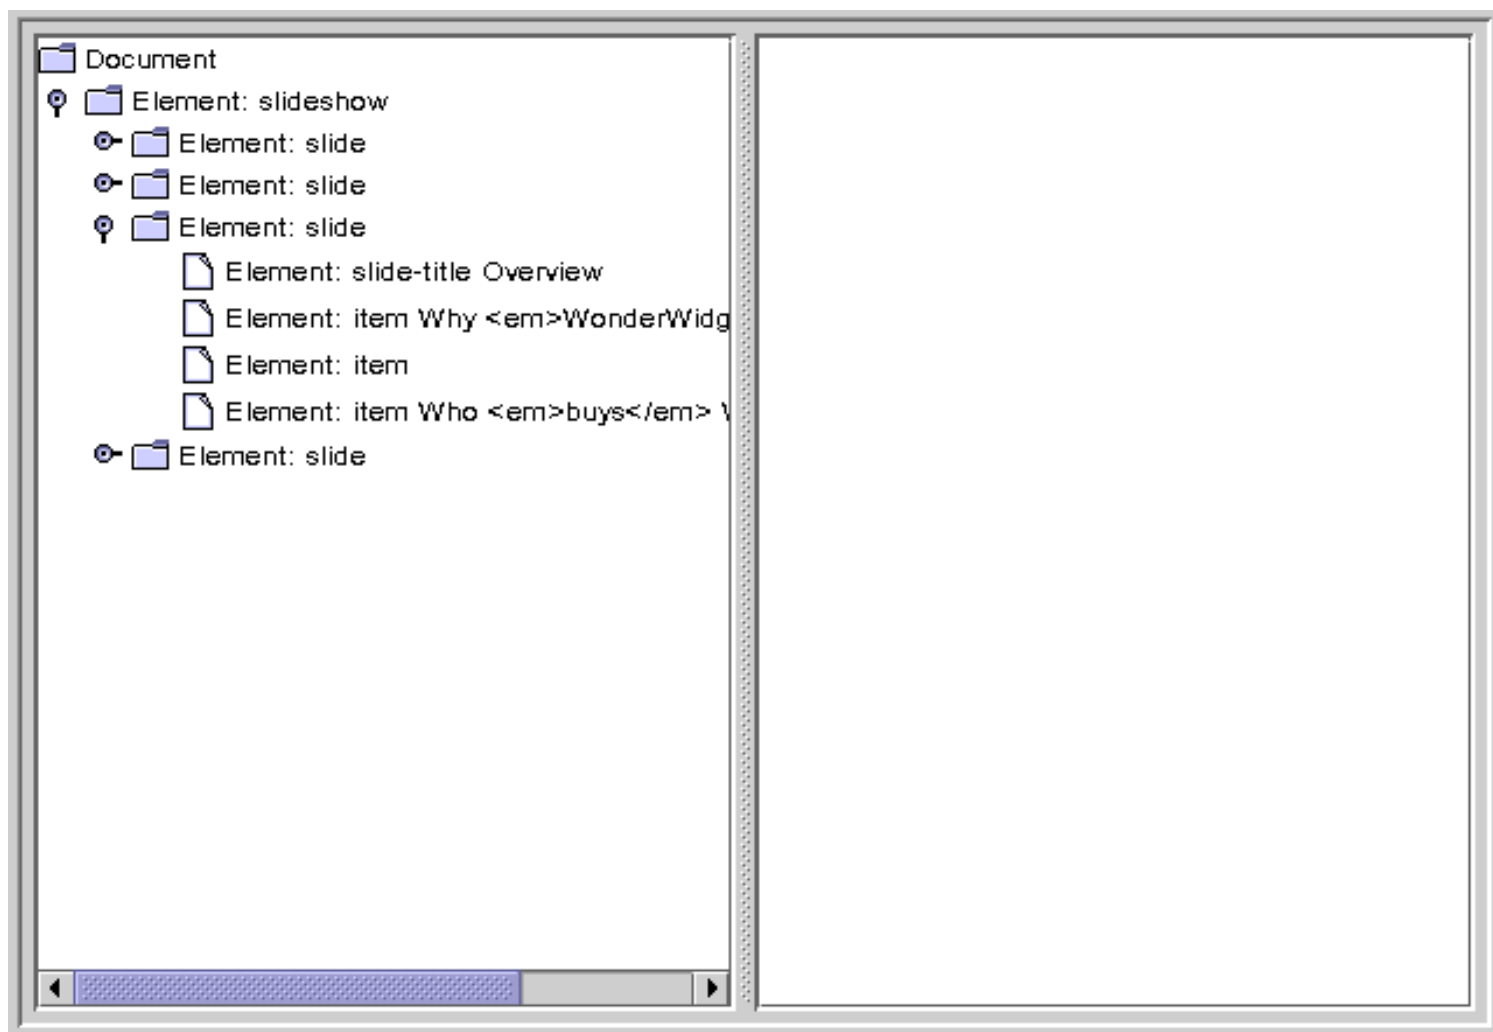 Document
Element: slideshow
Element: slide
Element: slide
Element: slide
Element: slide-title Overview
Element: item Why <em>WonderWidg
Element: item
Element: item Who <em>buys</em>
Element: slide